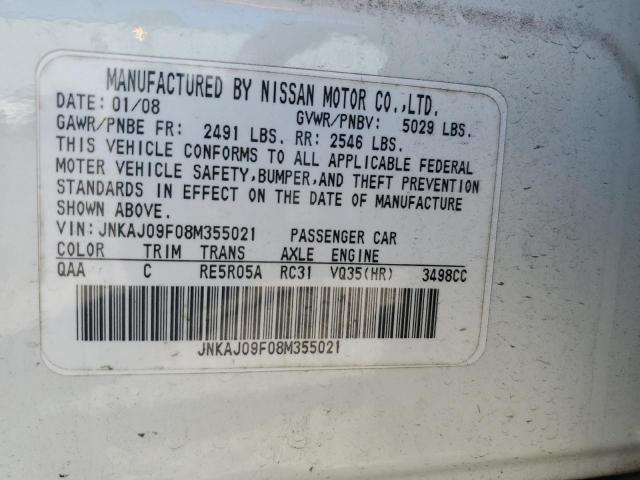 MANUFACTURED BY NISSAN MOTOR CO.,LTD.
DATE: 01/08 GVWR/PNBV: 5029 LBS.
GAWR/PNBE FR: 2491 LBS. RR: 2546 LBS.
THIS VEHICLE CONFORMS TO ALL APPLICABLE FEDERAL
MOTER VEHICLE SAFETY,BUMPER,AND THEFT PREVENTION
STANDARDS IN EFFECT ON THE DATE OF MANUFACTURE
SHOWN ABOVE.
VIN: JNKAJ09F08M355021 PASSENGER CAR
COLOR TRIM TRANS AXLE ENGINE
QAA C RE5R05A RC31 VQ35(HR) 3498CC
JNKAJ09F08M355021